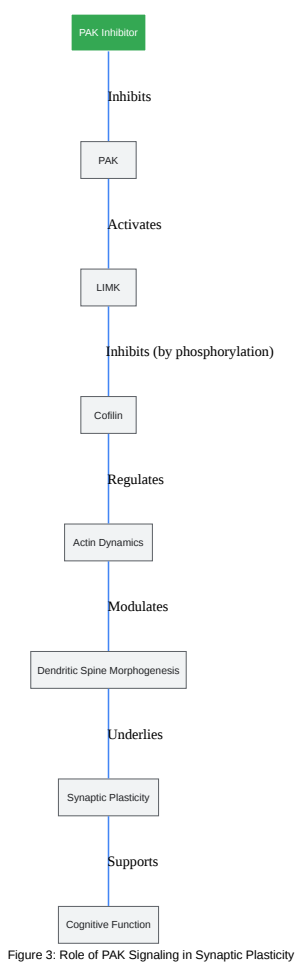 PAK Inhibitor
Inhibits
PAK
Activates
LIMK
Inhibits (by phosphorylation)
Cofilin
Regulates
Actin Dynamics
Modulates
Dendritic Spine Morphogenesis
Underlies
Synaptic Plasticity
Supports
Cognitive Function
Figure 3: Role of PAK Signaling in Synaptic Plasticity